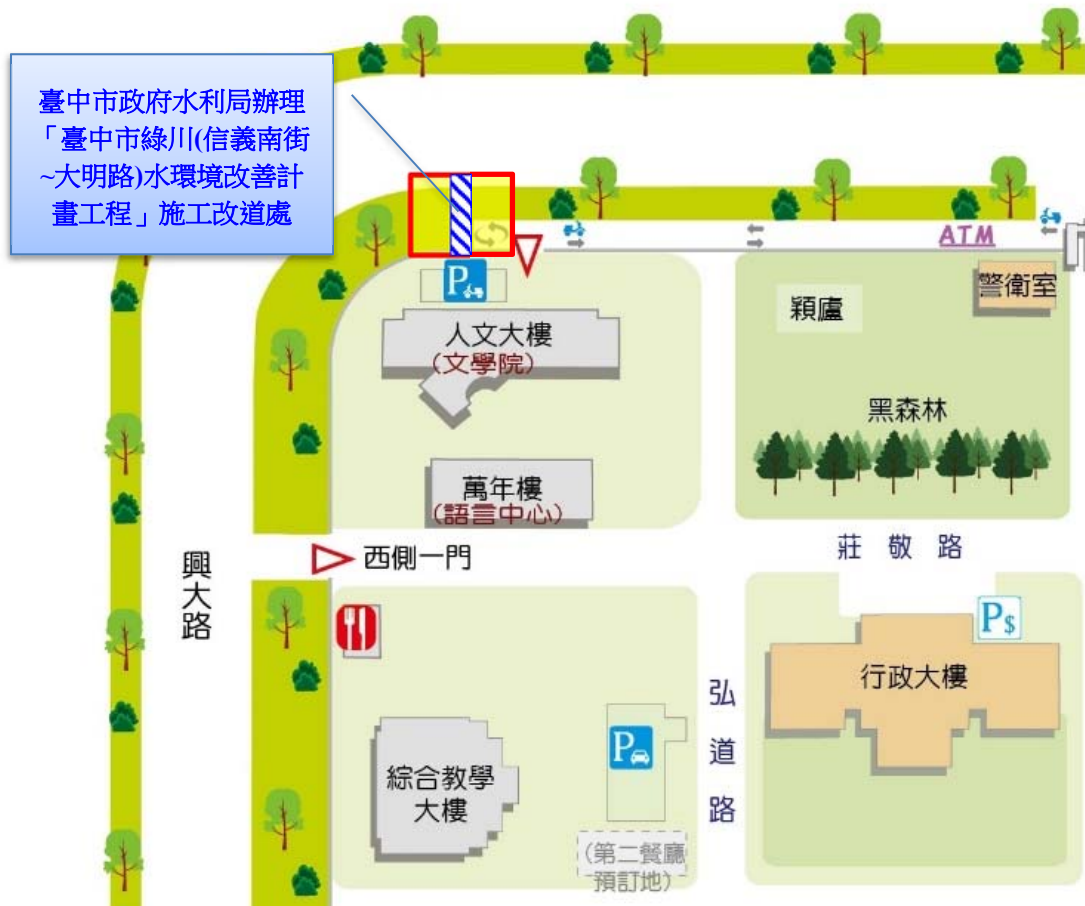 臺中市政府水利局辦理
「臺中市綠川(信義南街
~大明路)水環境改善計
畫工程」施工改道處
ATM
P
警衛室
穎廬
人文大樓
(文學院)
黑森林
萬年樓
(語言中心)
莊敬路
西側一門
興大路
P$
行政大樓
弘道路
P
綜合教學
大樓
(第二餐廳
預訂地)